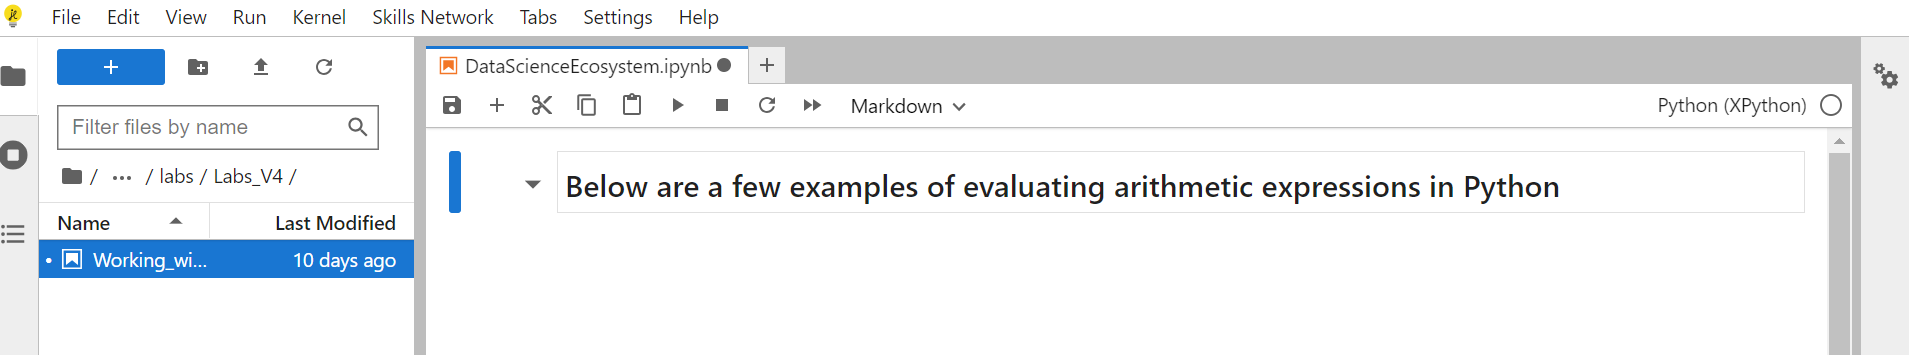 File Edit View Run Kernel Skills Network Tabs Settings Help
DataScienceEcosystem.ipynb
Markdown
Python (XPython)
Filter files by name
/ ... / labs / Labs_V4 /
Name Last Modified
Working_wi... 10 days ago
Below are a few examples of evaluating arithmetic expressions in Python